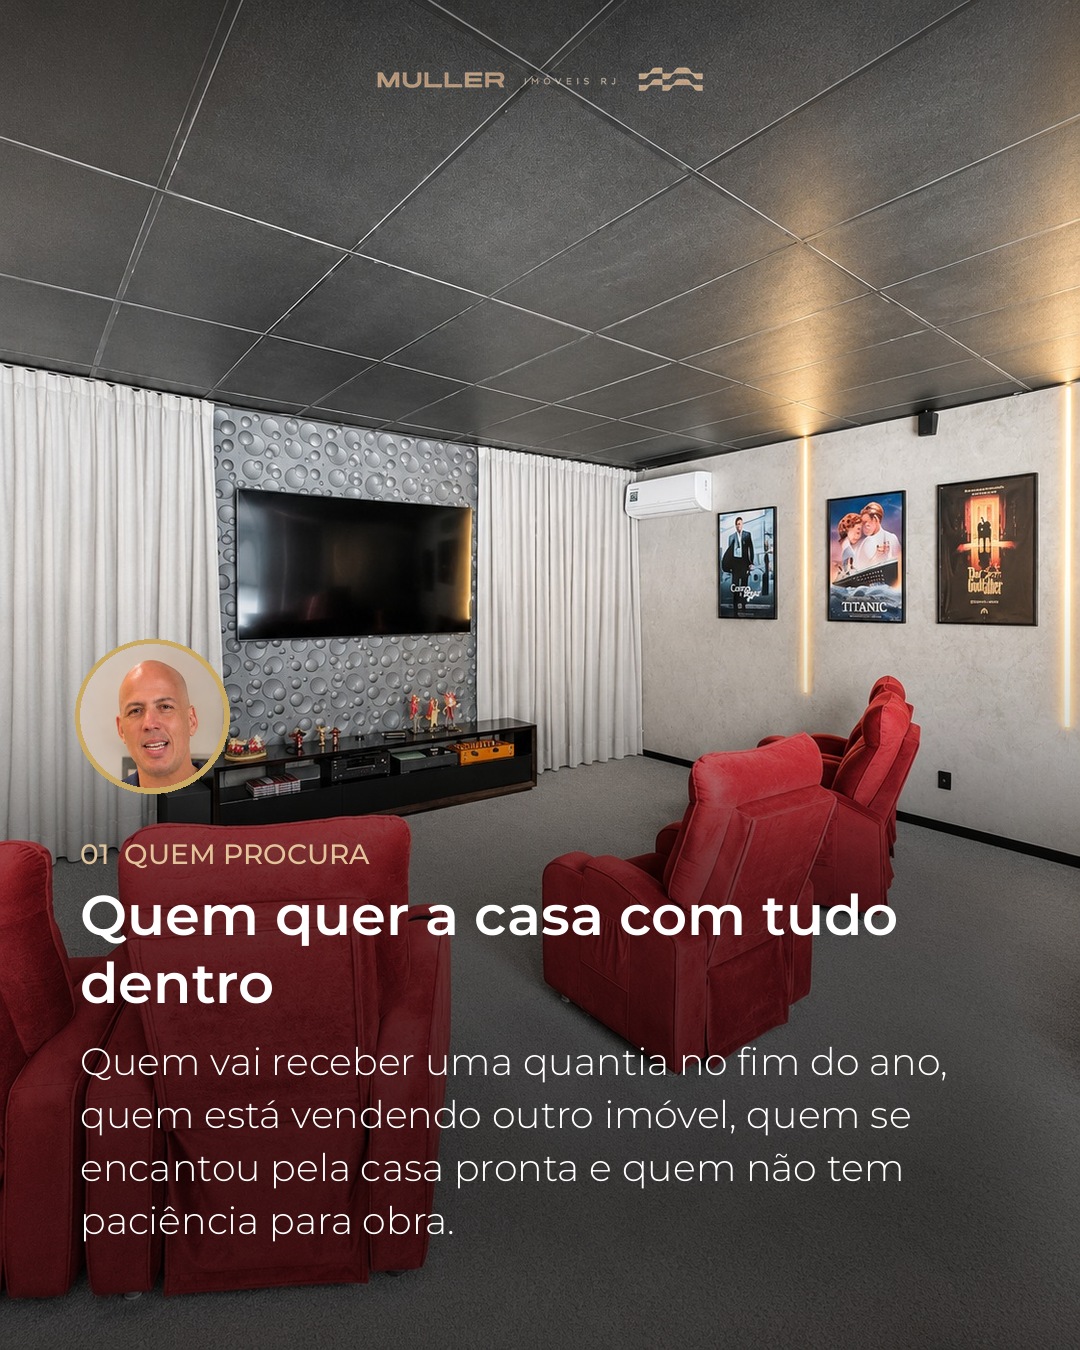 MULLER IMOVEIS RJ
TITANIC
Godfather
01 QUEM PROCURA
Quem quer a casa com tudo
dentro
Quem vai receber uma quantia no fim do ano,
quem está vendendo outro imóvel, quem se
encantou pela casa pronta e quem não tem
paciência para obra.